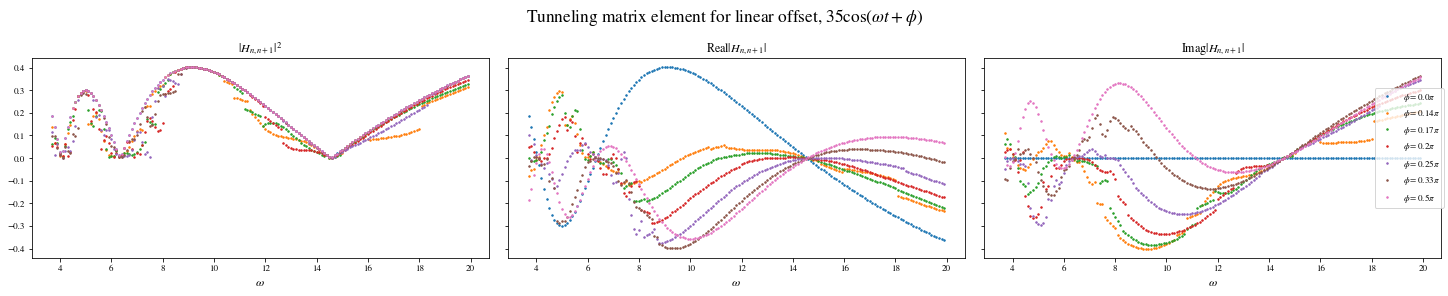 Tunneling matrix element for linear offset, 35cos(ωt + ϕ)
|H_{n,n+1}|^2
Real|H_{n,n+1}|
Imag|H_{n,n+1}|
0.4
0.3
0.2
0.1
0.0
−0.1
−0.2
−0.3
−0.4
ϕ = 0.0π
ϕ = 0.14π
ϕ = 0.17π
ϕ = 0.2π
ϕ = 0.25π
ϕ = 0.33π
ϕ = 0.5π
4 6 8 10 12 14 16 18 20
4 6 8 10 12 14 16 18 20
4 6 8 10 12 14 16 18 20
ω
ω
ω